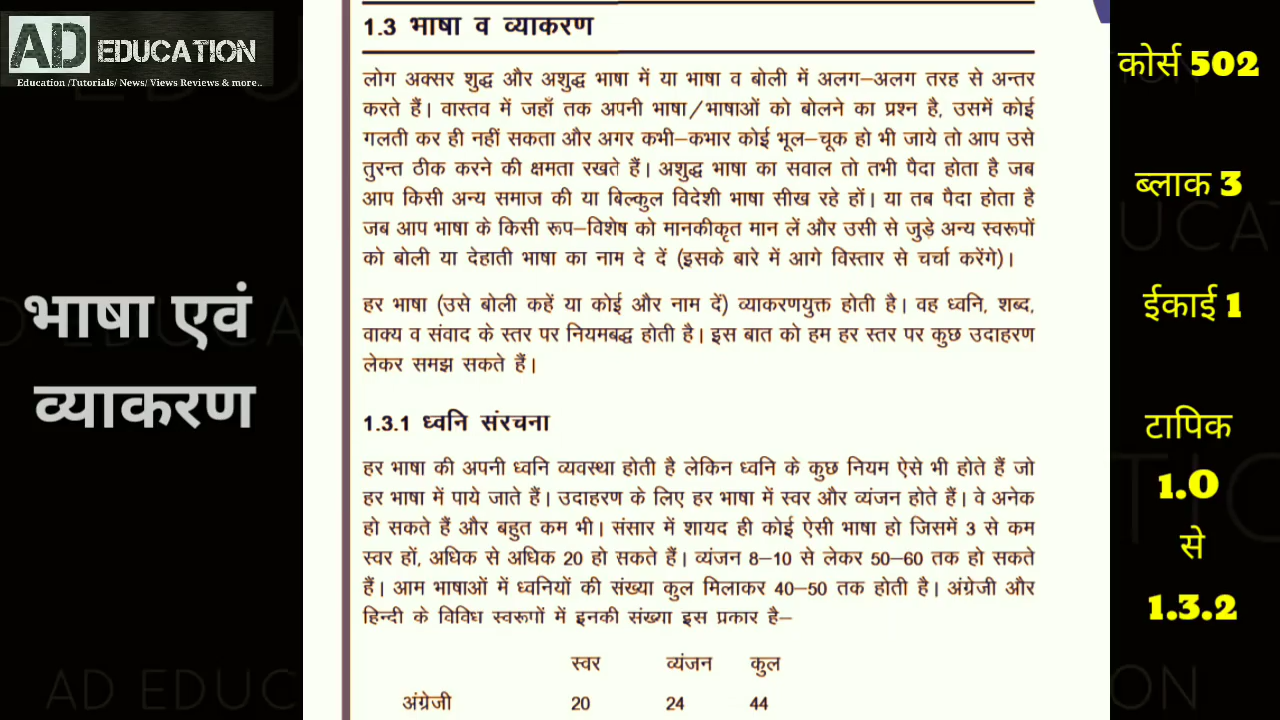 AD EDUCATION
Education /Tutorials/ News/ Views Reviews & more..
भाषा एवं
व्याकरण
1.3 भाषा व व्याकरण
लोग अक्सर शुद्ध और अशुद्ध भाषा में या भाषा व बोली में अलग–अलग तरह से अन्तर
करते हैं। वास्तव में जहाँ तक अपनी भाषा/भाषाओं को बोलने का प्रश्न है, उसमें कोई
गलती कर ही नहीं सकता और अगर कभी–कभार कोई भूल–चूक हो भी जाये तो आप उसे
तुरन्त ठीक करने की क्षमता रखते हैं। अशुद्ध भाषा का सवाल तो तभी पैदा होता है जब
आप किसी अन्य समाज की या बिल्कुल विदेशी भाषा सीख रहे हों। या तब पैदा होता है
जब आप भाषा के किसी रूप–विशेष को मानकीकृत मान लें और उसी से जुड़े अन्य स्वरूपों
को बोली या देहाती भाषा का नाम दे दें (इसके बारे में आगे विस्तार से चर्चा करेंगे)।
हर भाषा (उसे बोली कहें या कोई और नाम दें) व्याकरणयुक्त होती है। वह ध्वनि, शब्द,
वाक्य व संवाद के स्तर पर नियमबद्ध होती है। इस बात को हम हर स्तर पर कुछ उदाहरण
लेकर समझ सकते हैं।
1.3.1 ध्वनि संरचना
हर भाषा की अपनी ध्वनि व्यवस्था होती है लेकिन ध्वनि के कुछ नियम ऐसे भी होते हैं जो
हर भाषा में पाये जाते हैं। उदाहरण के लिए हर भाषा में स्वर और व्यंजन होते हैं। वे अनेक
हो सकते हैं और बहुत कम भी। संसार में शायद ही कोई ऐसी भाषा हो जिसमें 3 से कम
स्वर हों, अधिक से अधिक 20 हो सकते हैं। व्यंजन 8–10 से लेकर 50–60 तक हो सकते
हैं। आम भाषाओं में ध्वनियों की संख्या कुल मिलाकर 40–50 तक होती है। अंग्रेजी और
हिन्दी के विविध स्वरूपों में इनकी संख्या इस प्रकार है–
स्वर व्यंजन कुल
अंग्रेजी 20 24 44
कोर्स 502
ब्लाक 3
ईकाई 1
टापिक
1.0
से
1.3.2
AD EDUC